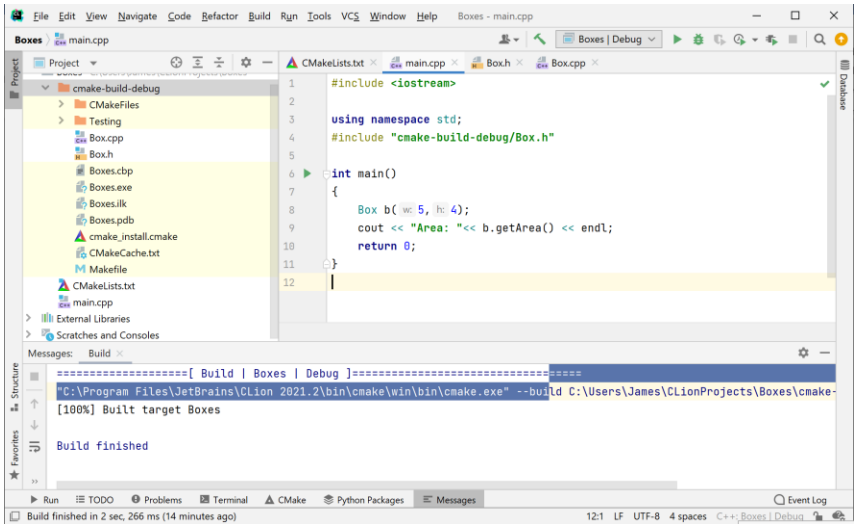 File Edit View Navigate Code Refactor Build Run Tools VCS Window Help Boxes - main.cpp
Boxes main.cpp Boxes | Debug
Project CMakeLists.txt main.cpp Box.h Box.cpp
Project
Database
cmake-build-debug
CMakeFiles
Testing
Box.cpp
Box.h
Boxes.cbp
Boxes.exe
Boxes.ilk
Boxes.pdb
cmake_install.cmake
CMakeCache.txt
Makefile
CMakeLists.txt
main.cpp
External Libraries
Scratches and Consoles
1 #include <iostream>
2
3 using namespace std;
4 #include "cmake-build-debug/Box.h"
5
6 int main()
7 {
8 Box b( w: 5, h: 4);
9 cout << "Area: "<< b.getArea() << endl;
10 return 0;
11 }
12
Messages: Build
Structure
Favorites
====================[ Build | Boxes | Debug ]===================================
"C:\Program Files\JetBrains\CLion 2021.2\bin\cmake\win\bin\cmake.exe" --build C:\Users\James\CLionProjects\Boxes\cmake-
[100%] Built target Boxes
Build finished
Run TODO Problems Terminal CMake Python Packages Messages Event Log
Build finished in 2 sec, 266 ms (14 minutes ago) 12:1 LF UTF-8 4 spaces C++: Boxes | Debug